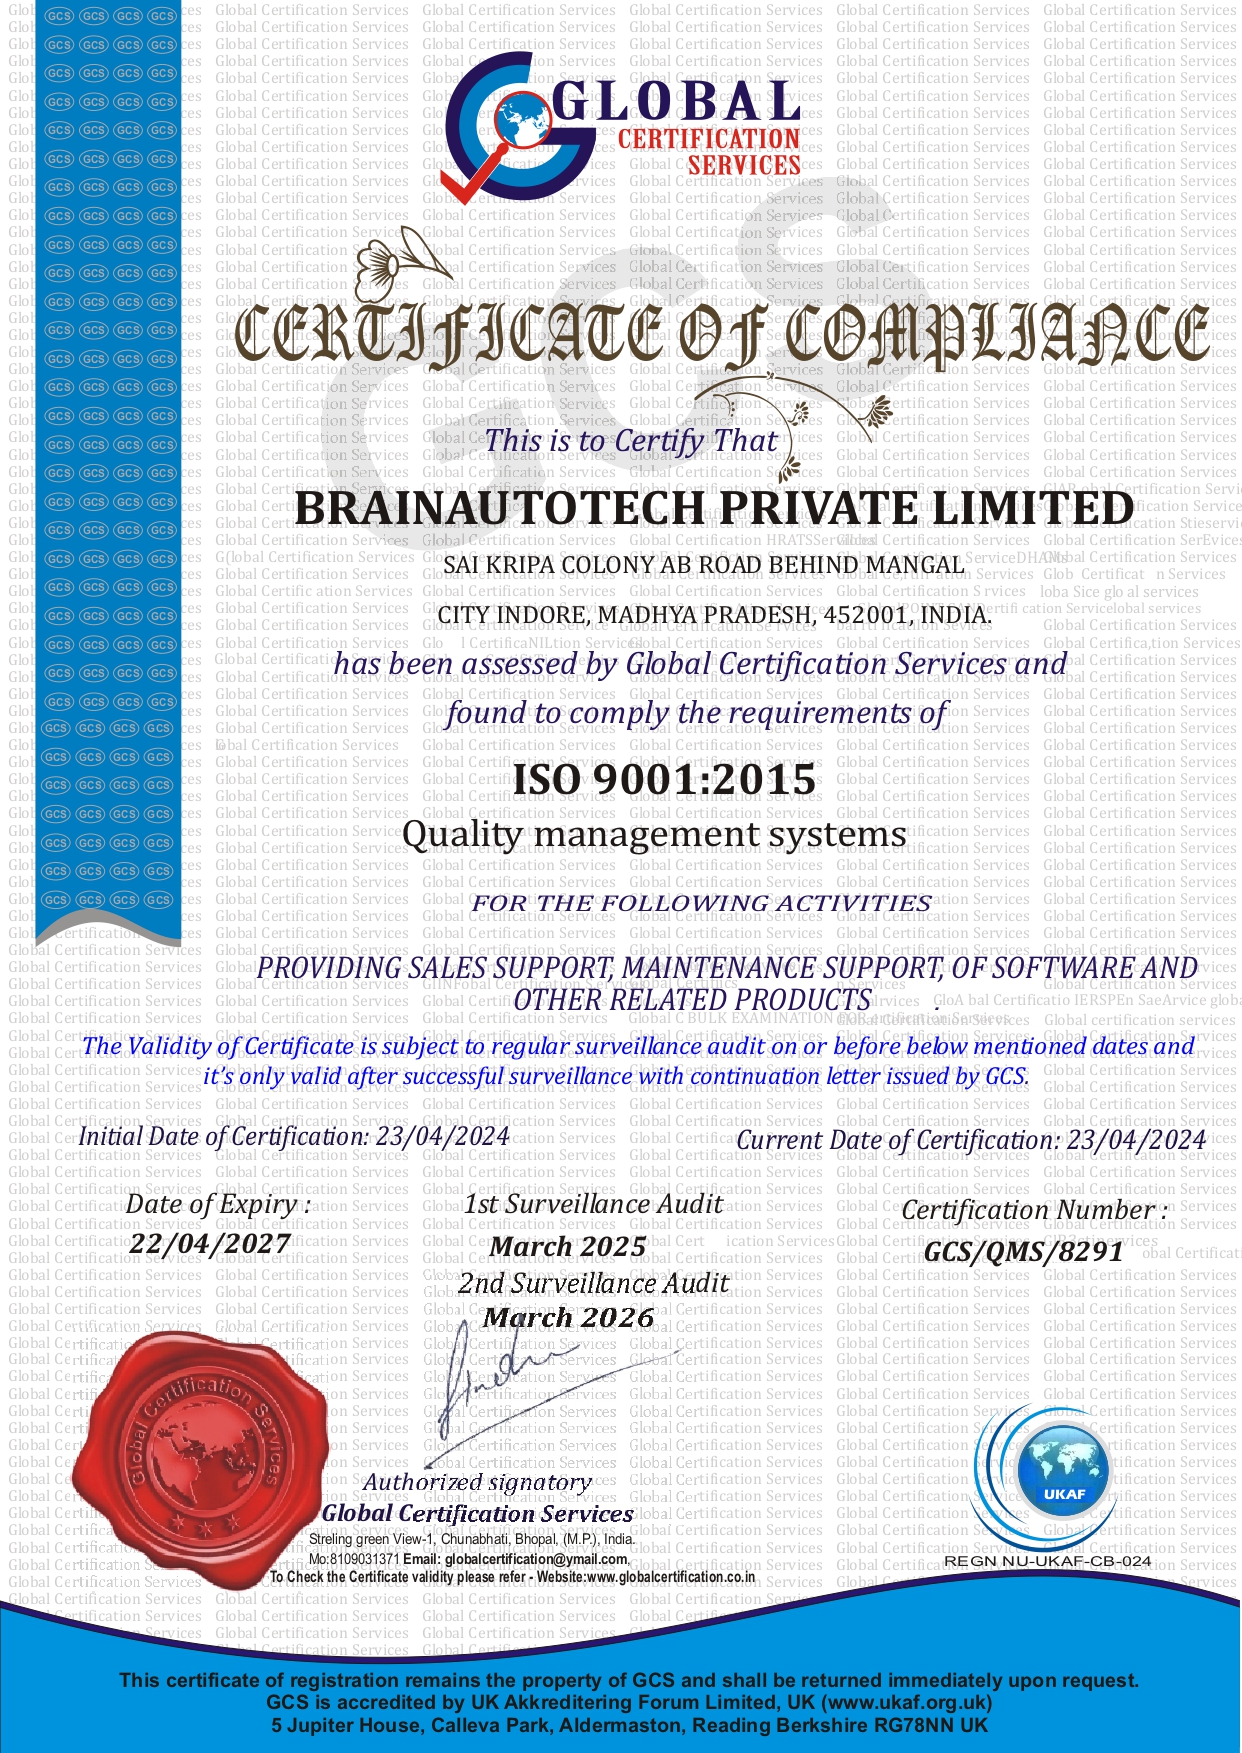 GLOBAL
CERTIFICATION
SERVICES
CERTIFICATE OF COMPLIANCE
This is to Certify That
BRAINAUTOTECH PRIVATE LIMITED
SAI KRIPA COLONY AB ROAD BEHIND MANGAL
CITY INDORE, MADHYA PRADESH, 452001, INDIA.
has been assessed by Global Certification Services and
found to comply the requirements of
ISO 9001:2015
Quality management systems
FOR THE FOLLOWING ACTIVITIES
PROVIDING SALES SUPPORT, MAINTENANCE SUPPORT, OF SOFTWARE AND
OTHER RELATED PRODUCTS .
The Validity of Certificate is subject to regular surveillance audit on or before below mentioned dates and
it's only valid after successful surveillance with continuation letter issued by GCS.
Initial Date of Certification: 23/04/2024
Current Date of Certification: 23/04/2024
Date of Expiry :
22/04/2027
1st Surveillance Audit
March 2025
2nd Surveillance Audit
March 2026
Certification Number :
GCS/QMS/8291
Global Certification Services
Authorized signatory
Global Certification Services
Streling green View-1, Chunabhati, Bhopal, (M.P.), India.
Mo:8109031371 Email: globalcertification@ymail.com,
To Check the Certificate validity please refer - Website:www.globalcertification.co.in
UKAF
REGN NU-UKAF-CB-024
This certificate of registration remains the property of GCS and shall be returned immediately upon request.
GCS is accredited by UK Akkreditering Forum Limited, UK (www.ukaf.org.uk)
5 Jupiter House, Calleva Park, Aldermaston, Reading Berkshire RG78NN UK